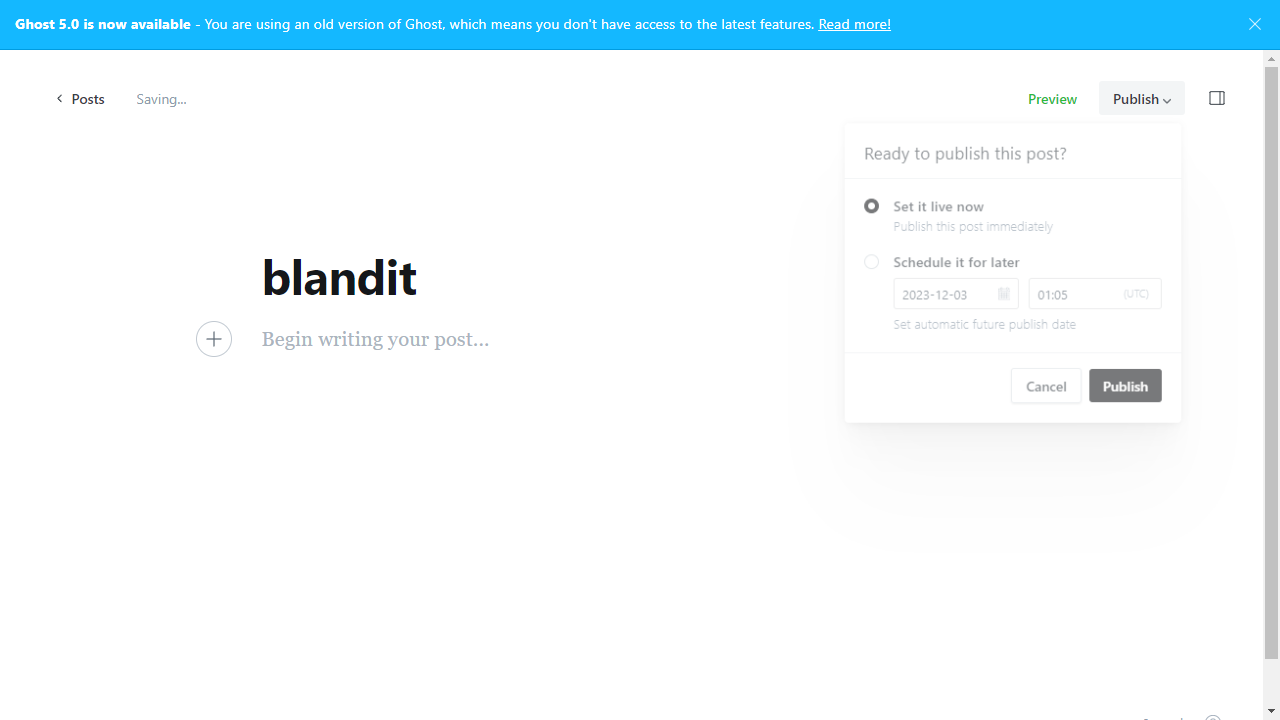 Ghost 5.0 is now available - You are using an old version of Ghost, which means you don't have access to the latest features. Read more!
Posts
Saving...
Preview
Publish
Ready to publish this post?
Set it live now
Publish this post immediately
Schedule it for later
2023-12-03
01:05
(UTC)
Set automatic future publish date
Cancel
Publish
blandit
Begin writing your post...